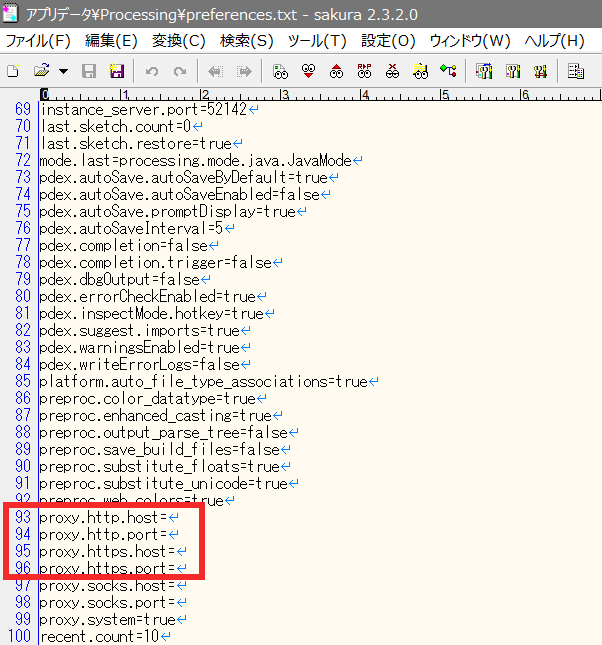 アプリデータ¥Processing¥preferences.txt - sakura 2.3.2.0
ファイル(F) 編集(E) 変換(C) 検索(S) ツール(T) 設定(O) ウィンドウ(W) ヘルプ(H)
0 1 2 3 4 5 6
69 instance_server.port=52142↵
70 last.sketch.count=0↵
71 last.sketch.restore=true↵
72 mode.last=processing.mode.java.JavaMode↵
73 pdex.autoSave.autoSaveByDefault=true↵
74 pdex.autoSave.autoSaveEnabled=false↵
75 pdex.autoSave.promptDisplay=true↵
76 pdex.autoSaveInterval=5↵
77 pdex.completion=false↵
78 pdex.completion.trigger=false↵
79 pdex.dbgOutput=false↵
80 pdex.errorCheckEnabled=true↵
81 pdex.inspectMode.hotkey=true↵
82 pdex.suggest.imports=true↵
83 pdex.warningsEnabled=true↵
84 pdex.writeErrorLogs=false↵
85 platform.auto_file_type_associations=true↵
86 preproc.color_datatype=true↵
87 preproc.enhanced_casting=true↵
88 preproc.output_parse_tree=false↵
89 preproc.save_build_files=false↵
90 preproc.substitute_floats=true↵
91 preproc.substitute_unicode=true↵
92 preproc.web_colors=true↵
93 proxy.http.host=↵
94 proxy.http.port=↵
95 proxy.https.host=↵
96 proxy.https.port=↵
97 proxy.socks.host=↵
98 proxy.socks.port=↵
99 proxy.system=true↵
100 recent.count=10↵